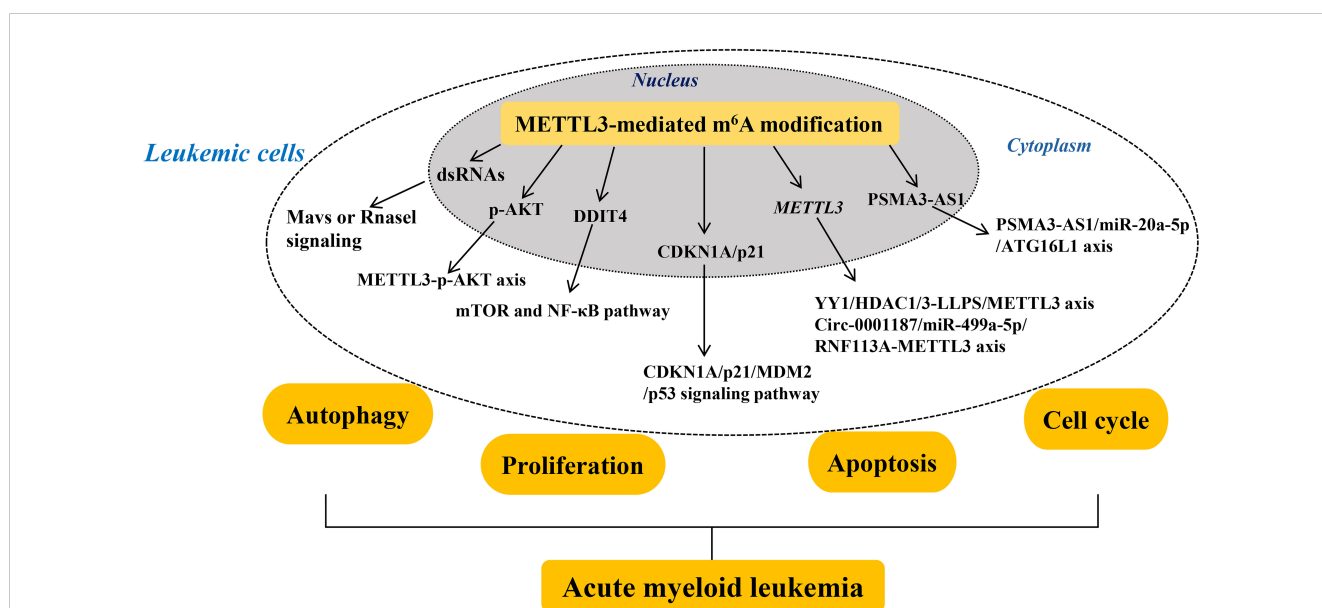 Nucleus
METTL3-mediated m⁶A modification
Leukemic cells
Cytoplasm
dsRNAs
p-AKT
DDIT4
CDKN1A/p21
METTL3
PSMA3-AS1
Mavs or Rnasel
signaling
METTL3-p-AKT axis
mTOR and NF-κB pathway
CDKN1A/p21/MDM2
/p53 signaling pathway
YY1/HDAC1/3-LLPS/METTL3 axis
Circ-0001187/miR-499a-5p/
RNF113A-METTL3 axis
PSMA3-AS1/miR-20a-5p
/ATG16L1 axis
Autophagy
Proliferation
Apoptosis
Cell cycle
Acute myeloid leukemia